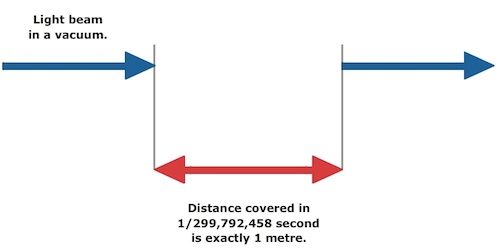 Light beam
in a vacuum.
Distance covered in
1/299,792,458 second
is exactly 1 metre.